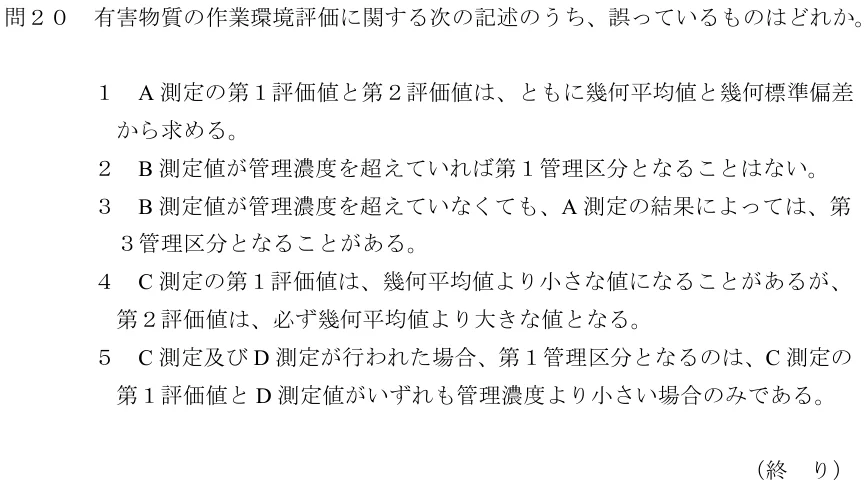 問２０　有害物質の作業環境評価に関する次の記述のうち、誤っているものはどれか。
１　A 測定の第１評価値と第２評価値は、ともに幾何平均値と幾何標準偏差
から求める。
２　B 測定値が管理濃度を超えていれば第１管理区分となることはない。
３　B 測定値が管理濃度を超えていなくても、A 測定の結果によっては、第
３管理区分となることがある。
４　C 測定の第１評価値は、幾何平均値より小さな値になることがあるが、
第２評価値は、必ず幾何平均値より大きな値となる。
５　C 測定及び D 測定が行われた場合、第１管理区分となるのは、C 測定の
第１評価値と D 測定値がいずれも管理濃度より小さい場合のみである。
（終　り）